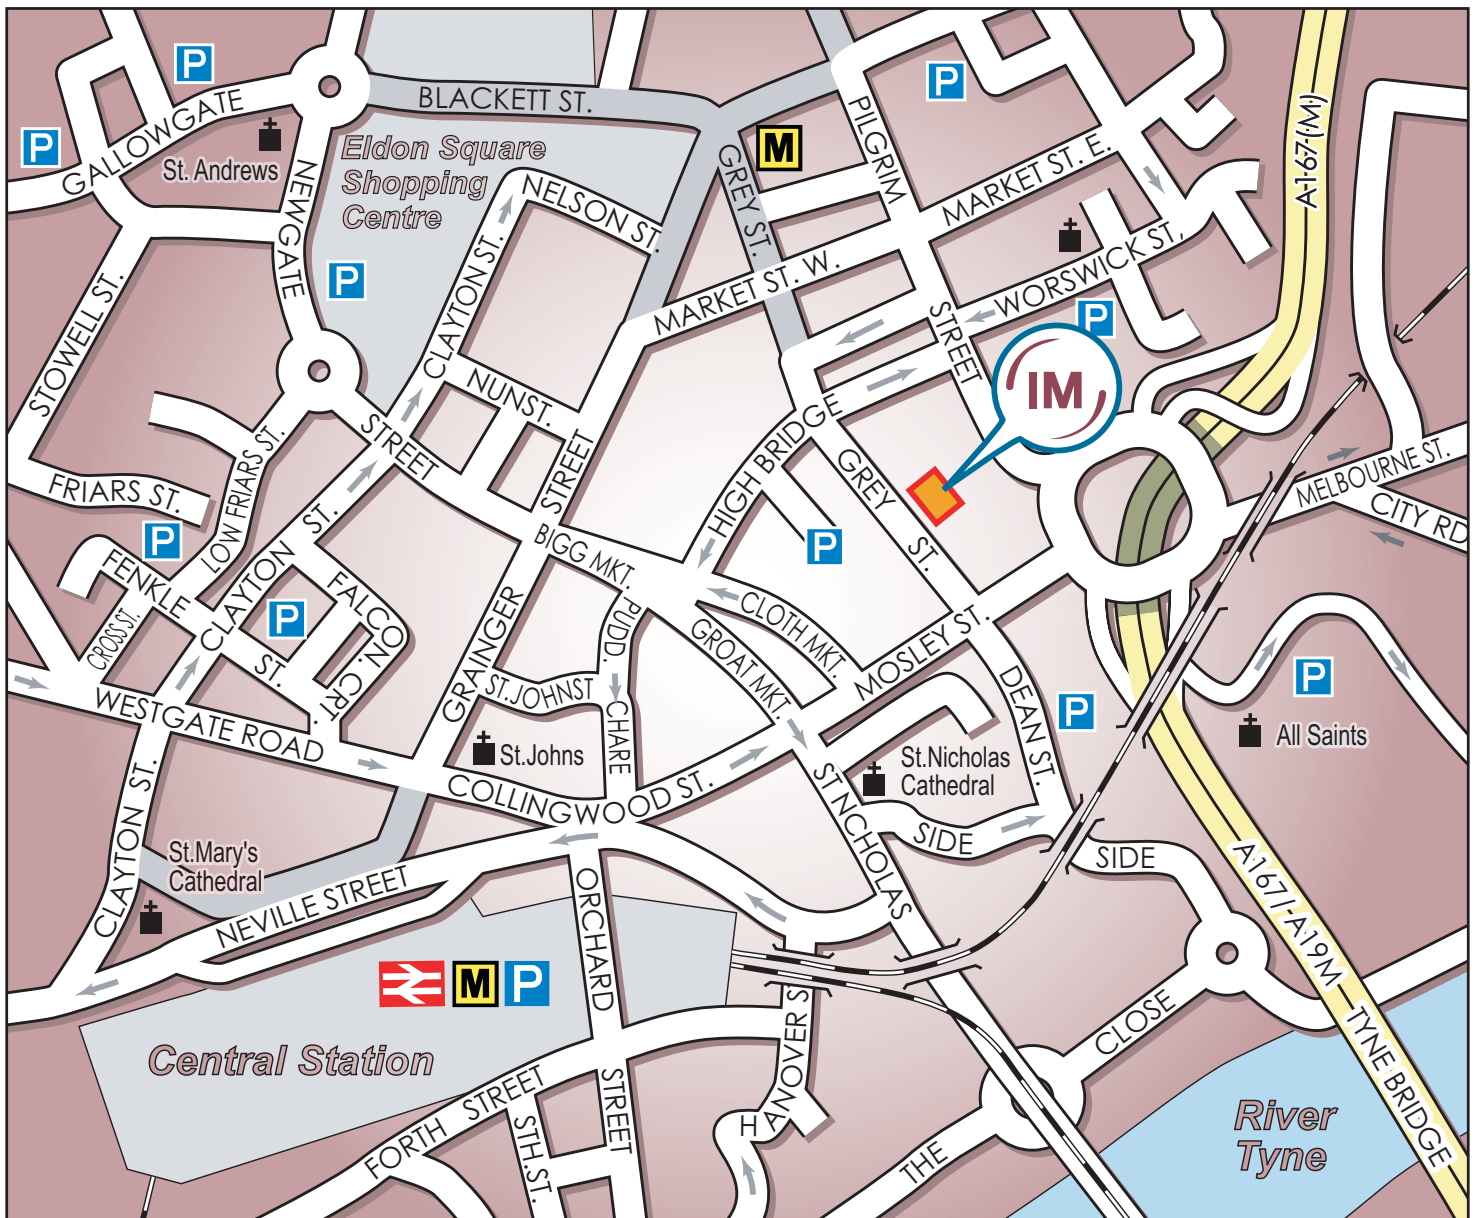 P
BLACKETT ST.
P
A167(M)
GALLOWGATE
PILGRIM
P
St. Andrews
Eldon Square
Shopping
Centre
M
MARKET ST. E.
NEWGATE
NELSON ST.
GREY ST.
P
CLAYTON ST.
MARKET ST. W.
WORSWICK ST,
STOWELL ST.
STREET
P
IM
NUNST.
STREET
HIGH BRIDGE
STREET
GREY
ST.
MELBOURNE ST.
CITY RD
FRIARS ST.
LOW FRIARS ST.
P
CLAYTON ST.
BIGG MKT.
P
FENKLE
ST.
FALCON. CRT.
P
CROSS ST.
GRAINGER
PUDD.
CHARE
CLOTH MKT.
GROAT MKT.
MOSLEY ST.
DEAN ST.
P
P
WESTGATE ROAD
ST.JOHNST
St.Johns
St.Nicholas
Cathedral
All Saints
CLAYTON ST.
COLLINGWOOD ST.
ST NCHOLAS
SIDE
SIDE
St.Mary's
Cathedral
NEVILLE STREET
ORCHARD
STREET
A167/-A19M
M
P
Central Station
HANOVER S
CLOSE
THE
TYNE BRIDGE
FORTH STREET
STH.ST.
River
Tyne